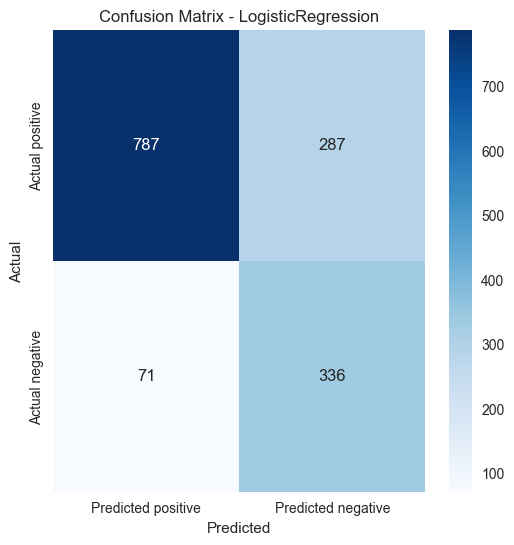 Confusion Matrix - LogisticRegression
Actual
Actual positive
787
287
Actual negative
71
336
Predicted positive
Predicted negative
Predicted
700
600
500
400
300
200
100